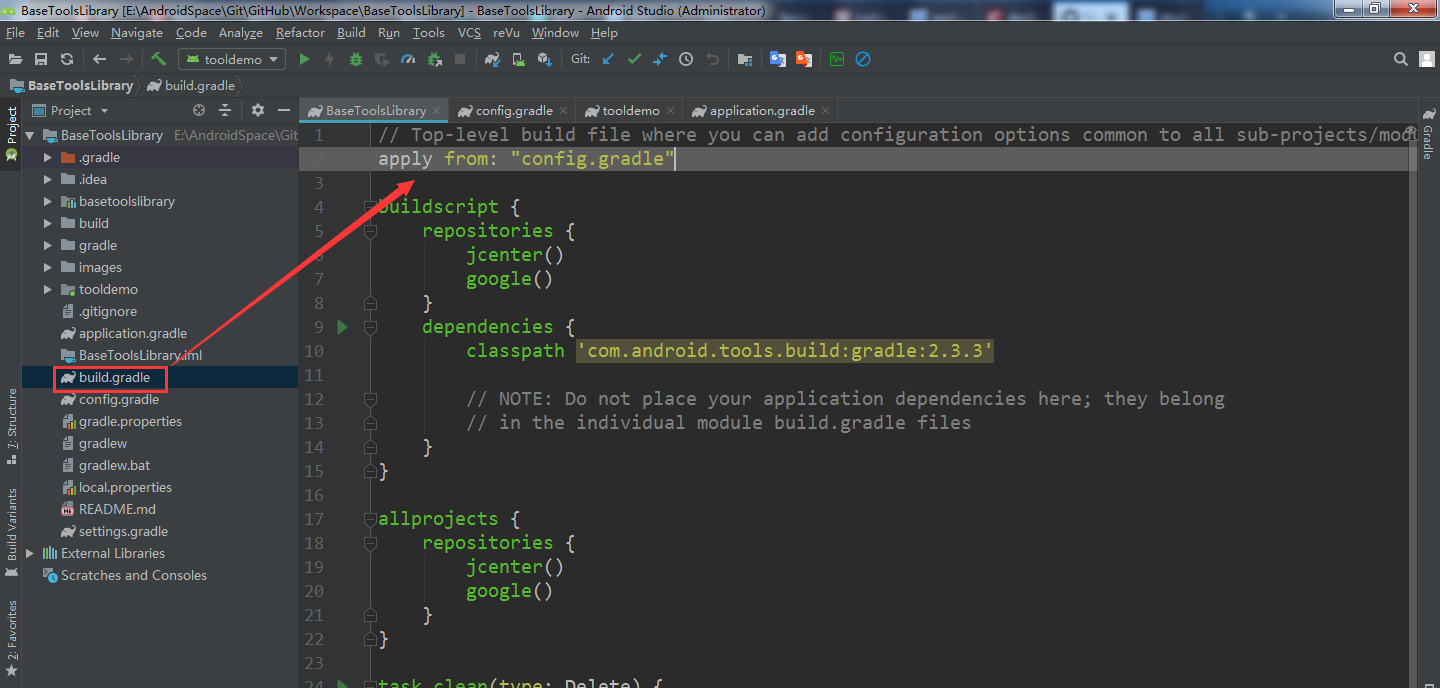 BaseToolsLibrary [E:\AndroidSpace\Git\GitHub\Workspace\BaseToolsLibrary] - BaseToolsLibrary - Android Studio (Administrator)
File Edit View Navigate Code Analyze Refactor Build Run Tools VCS reVu Window Help
tooldemo Git:
BaseToolsLibrary build.gradle
Project
BaseToolsLibrary E:\AndroidSpace\Git
.gradle
.idea
basetoolslibrary
build
gradle
images
tooldemo
.gitignore
application.gradle
BaseToolsLibrary.iml
build.gradle
config.gradle
gradle.properties
gradlew
gradlew.bat
local.properties
README.md
settings.gradle
External Libraries
Scratches and Consoles
Project
7: Structure
Build Variants
2: Favorites
BaseToolsLibrary config.gradle tooldemo application.gradle
1 // Top-level build file where you can add configuration options common to all sub-projects/modu
apply from: "config.gradle"
3
4 buildscript {
5 repositories {
6 jcenter()
7 google()
8 }
9 dependencies {
10 classpath 'com.android.tools.build:gradle:2.3.3'
11
12 // NOTE: Do not place your application dependencies here; they belong
13 // in the individual module build.gradle files
14 }
15 }
16
17 allprojects {
18 repositories {
19 jcenter()
20 google()
21 }
22 }
23
24 task clean(type: Delete) {
Gradle